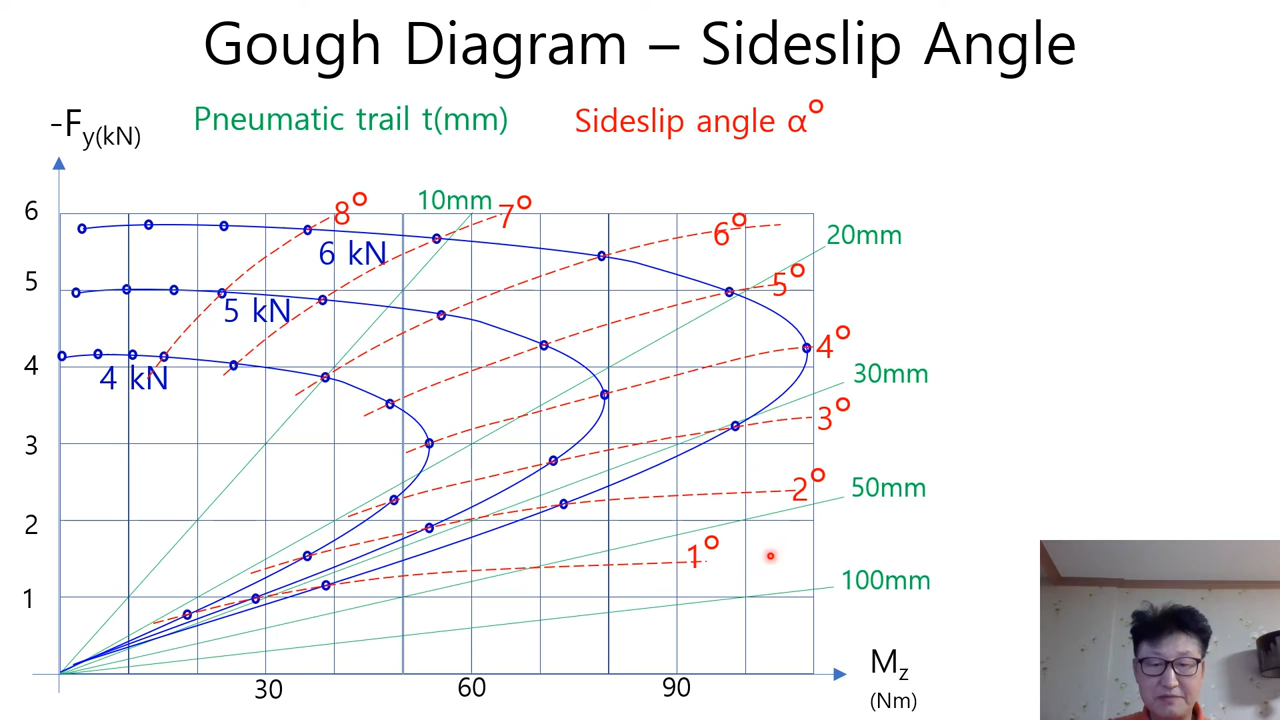 Gough Diagram – Sideslip Angle
-Fy(kN)
Pneumatic trail t(mm)
Sideslip angle α°
6
5
4
3
2
1
8°
10mm
7°
6°
20mm
6 kN
5°
5 kN
4°
4 kN
30mm
3°
2°
50mm
1°
100mm
30
60
90
Mz
(Nm)